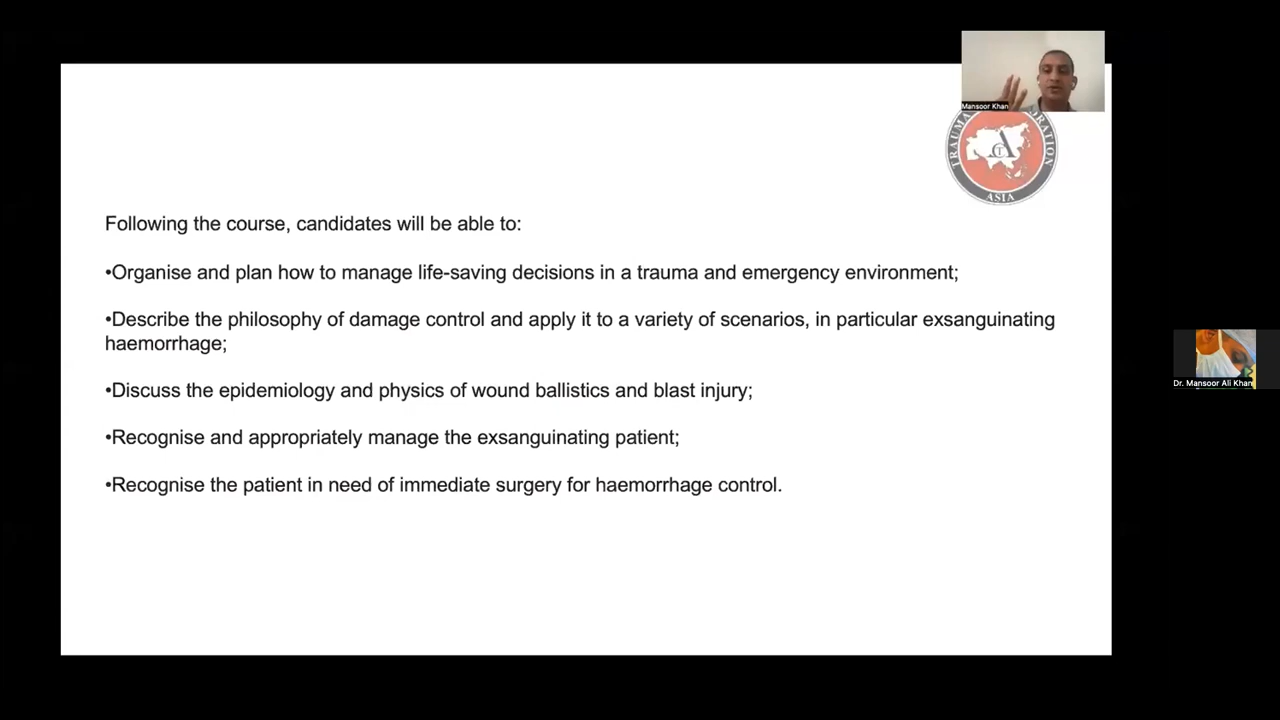 Mansoor Khan
TRAUMA
ORATION
ASIA
Following the course, candidates will be able to:
•Organise and plan how to manage life-saving decisions in a trauma and emergency environment;
•Describe the philosophy of damage control and apply it to a variety of scenarios, in particular exsanguinating
haemorrhage;
•Discuss the epidemiology and physics of wound ballistics and blast injury;
Dr. Mansoor Ali Khan
•Recognise and appropriately manage the exsanguinating patient;
•Recognise the patient in need of immediate surgery for haemorrhage control.